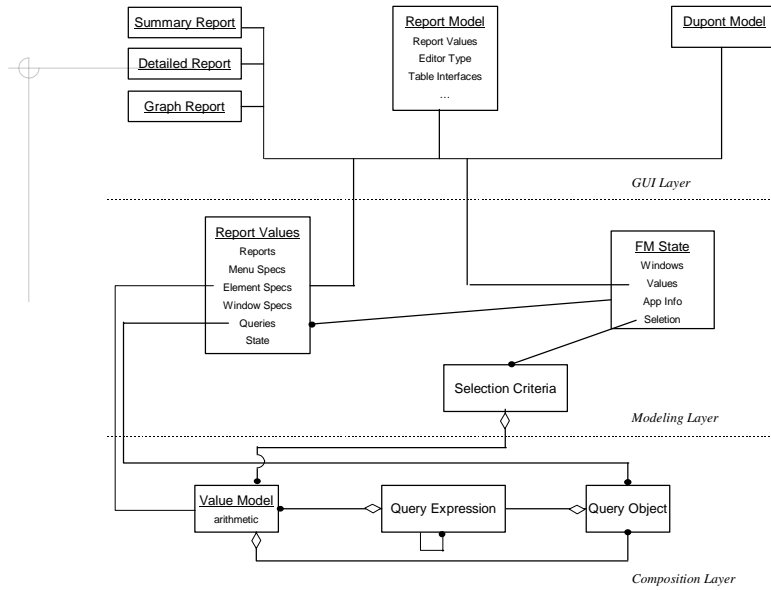 Summary Report
Detailed Report
Graph Report
Report Model
Report Values
Editor Type
Table Interfaces
...
Dupont Model
GUI Layer
Report Values
Reports
Menu Specs
Element Specs
Window Specs
Queries
State
FM State
Windows
Values
App Info
Seletion
Selection Criteria
Modeling Layer
Value Model
arithmetic
Query Expression
Query Object
Composition Layer